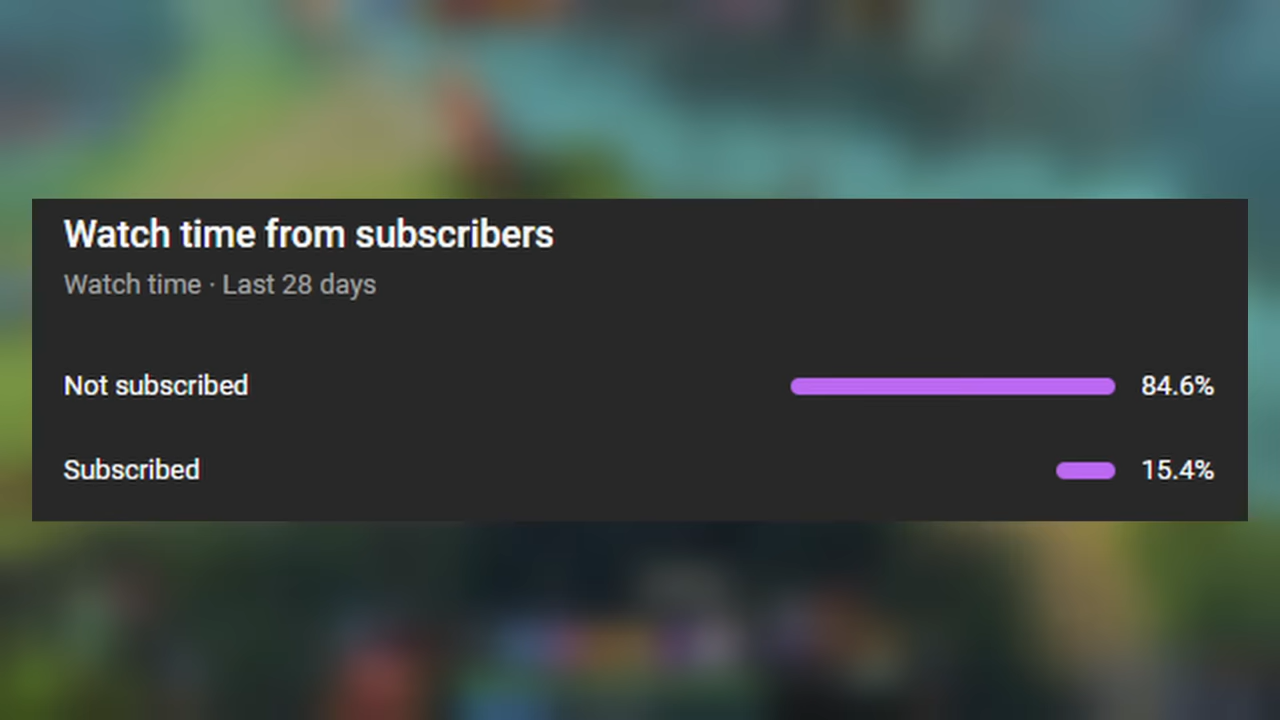 Watch time from subscribers
Watch time · Last 28 days
Not subscribed 84.6%
Subscribed 15.4%